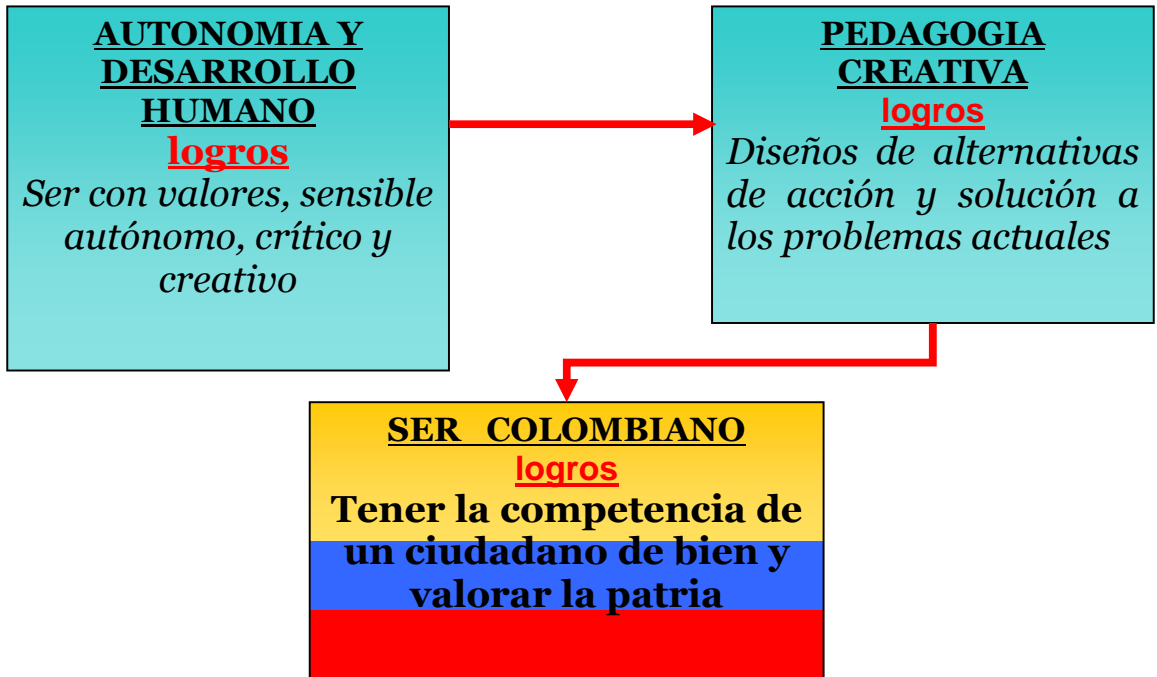 AUTONOMIA Y
DESARROLLO
HUMANO
logros
Ser con valores, sensible
autónomo, crítico y
creativo
PEDAGOGIA
CREATIVA
logros
Diseños de alternativas
de acción y solución a
los problemas actuales
SER COLOMBIANO
logros
Tener la competencia de
un ciudadano de bien y
valorar la patria